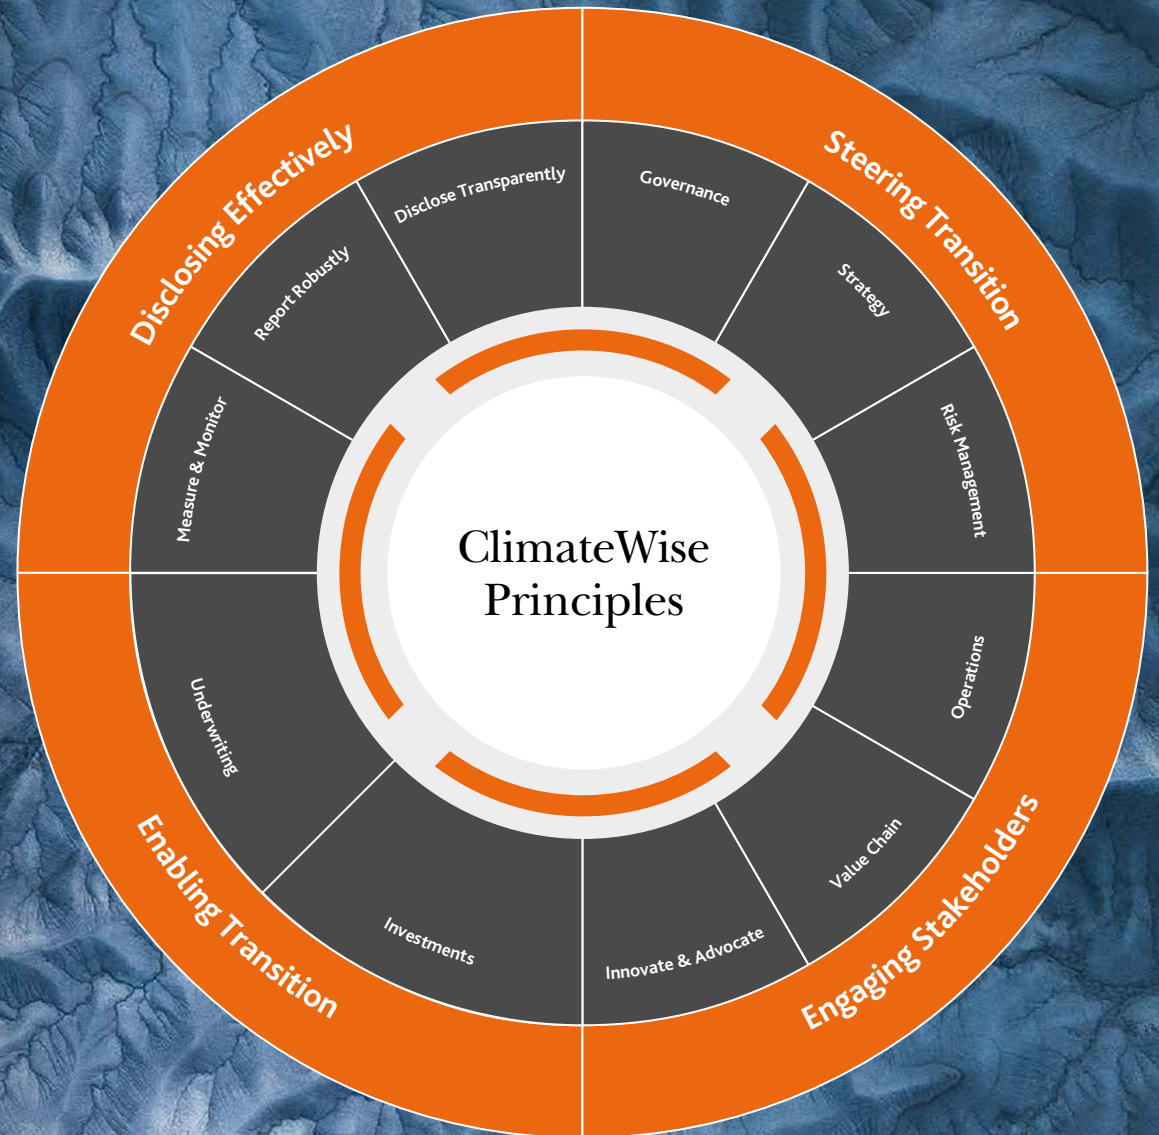 ClimateWise
Principles
Steering Transition
Governance
Strategy
Risk Management
Engaging Stakeholders
Operations
Value Chain
Innovate & Advocate
Enabling Transition
Investments
Underwriting
Disclosing Effectively
Measure & Monitor
Report Robustly
Disclose Transparently